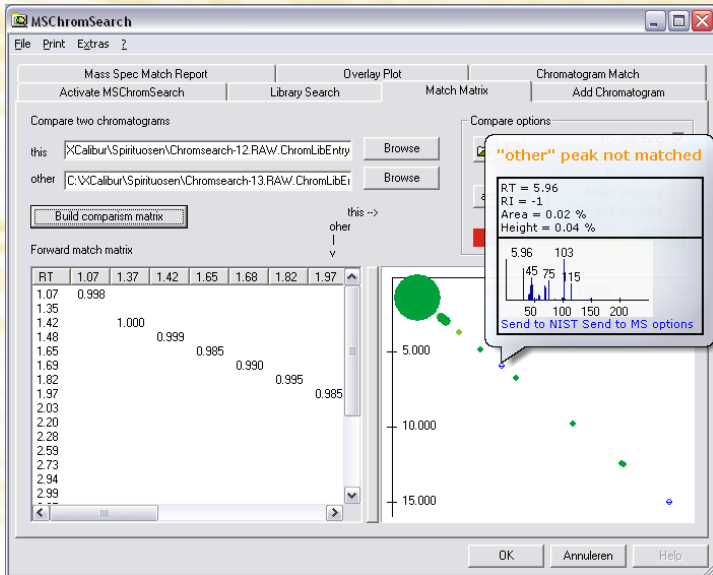 MSChromSearch
File Print Extras ?
Mass Spec Match Report Overlay Plot Chromatogram Match
Activate MSChromSearch Library Search Match Matrix Add Chromatogram
Compare two chromatograms
this XCalibur\Spirituosen\Chromsearch-12.RAW.ChromLibEntry Browse
other C:\XCalibur\Spirituosen\Chromsearch-13.RAW.ChromLibE Browse
Build comparism matrix
this -->
oher
|
v
Compare options
Forward match matrix
RT 1.07 1.37 1.42 1.65 1.68 1.82 1.97
1.07 0.998
1.35
1.42 1.000
1.48 0.999
1.65 0.985
1.69 0.990
1.82 0.995
1.97 0.985
2.03
2.20
2.28
2.59
2.73
2.94
2.99
5.000
10.000
15.000
"other" peak not matched
RT = 5.96
RI = -1
Area = 0.02 %
Height = 0.04 %
5.96 103
45 75 115
50 100 150 200
Send to NIST Send to MS options
OK Annuleren Help